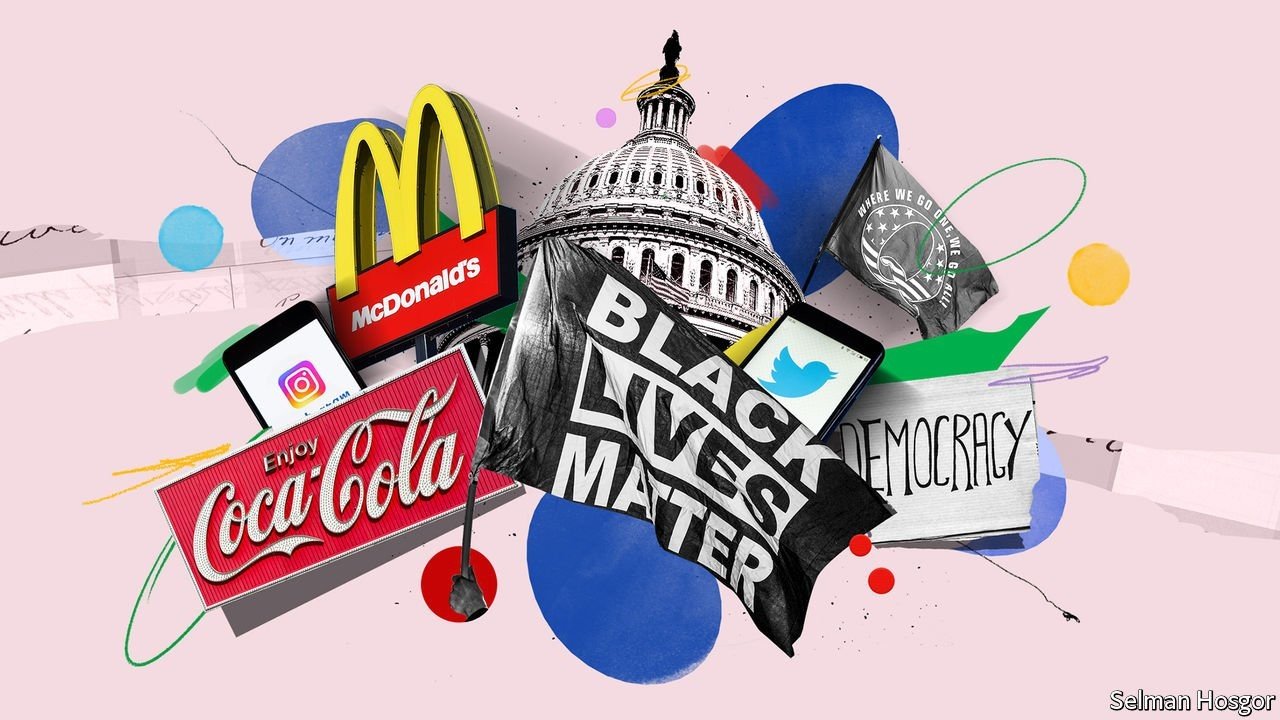 McDonald's
WHERE WE GO ONE, WE GO ALL!
Enjoy
Coca-Cola
BLACK
LIVES
MATTER
DEMOCRACY
Selman Hosgor